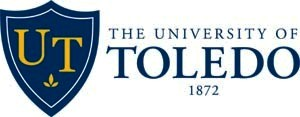 UT
THE UNIVERSITY OF
TOLEDO
1872